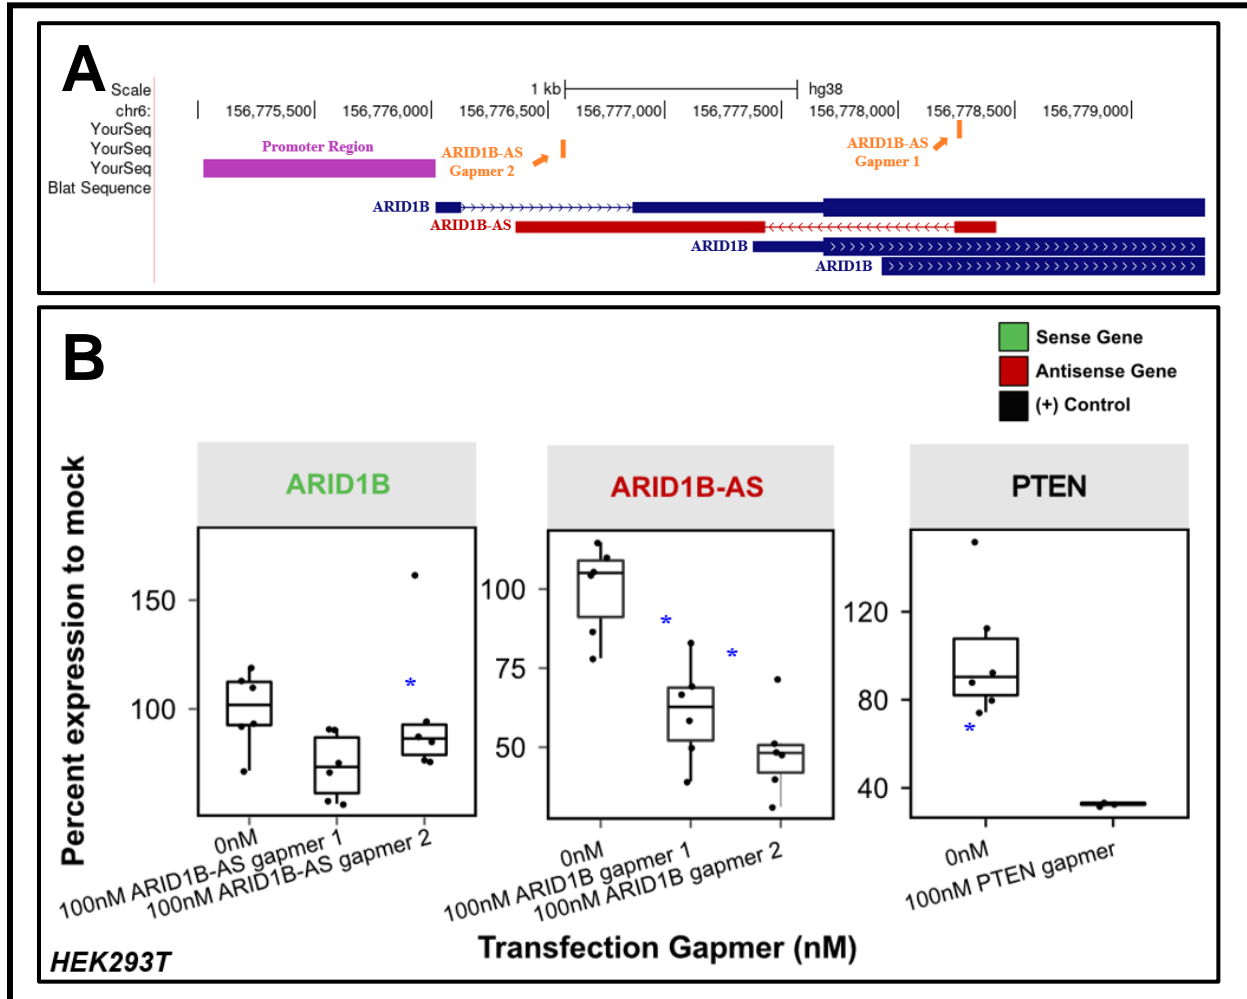 A
Scale 1 kb hg38
chr6: 156,775,500 156,776,000 156,776,500 156,777,000 156,777,500 156,778,000 156,778,500 156,779,000
YourSeq
YourSeq
YourSeq
Blat Sequence
Promoter Region
ARID1B-AS
Gapmer 2
ARID1B-AS
Gapmer 1
ARID1B
ARID1B-AS
ARID1B
ARID1B
B
Sense Gene
Antisense Gene
(+) Control
Percent expression to mock
ARID1B
150
100
0nM
100nM ARID1B-AS gapmer 1
100nM ARID1B-AS gapmer 2
ARID1B-AS
100
75
50
*
*
*
0nM
100nM ARID1B gapmer 1
100nM ARID1B gapmer 2
PTEN
120
80
40
*
0nM
100nM PTEN gapmer
Transfection Gapmer (nM)
HEK293T